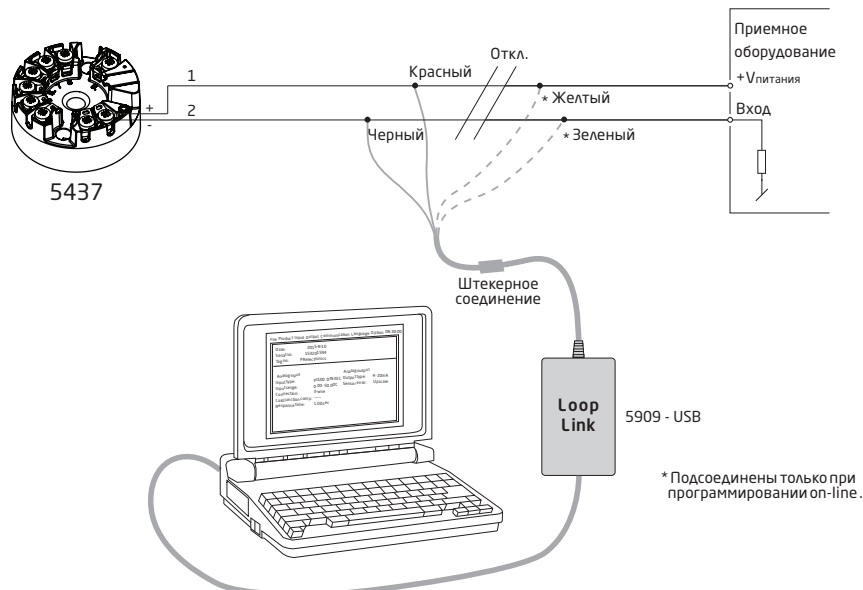 Приемное
оборудование
+Vпитания
Вход
Откл.
Красный
* Желтый
Черный
* Зеленый
1
2
+
-
5437
Штекерное
соединение
Loop
Link
5909 - USB
* Подсоединены только при
программировании on-line.